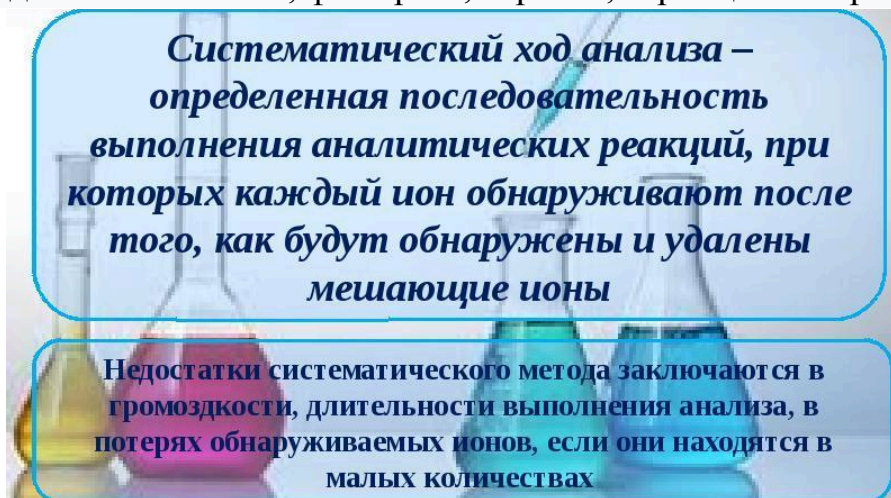 Систематический ход анализа –
определенная последовательность
выполнения аналитических реакций, при
которых каждый ион обнаруживают после
того, как будут обнаружены и удалены
мешающие ионы
Недостатки систематического метода заключаются в
громоздкости, длительности выполнения анализа, в
потерях обнаруживаемых ионов, если они находятся в
малых количествах